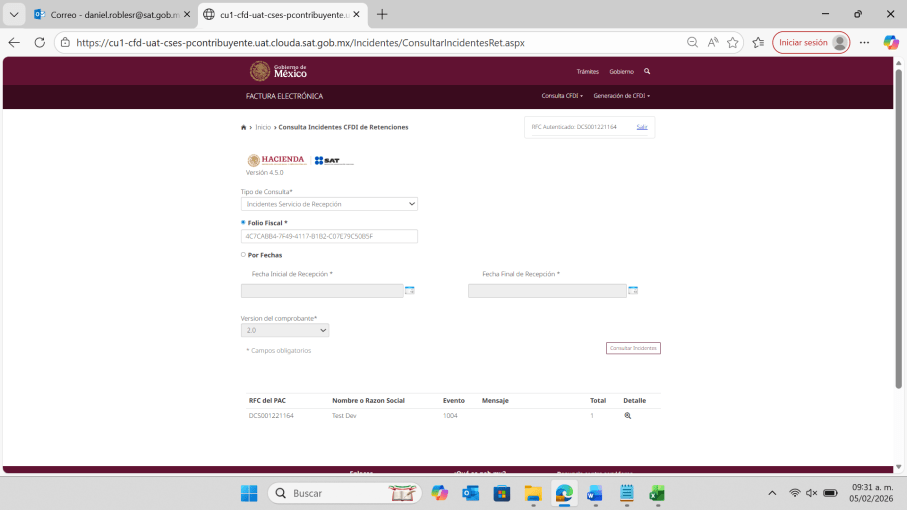 Correo - daniel.roblesr@sat.gob.m
cu1-cfd-uat-cses-pcontribuyente.u
https://cu1-cfd-uat-cses-pcontribuyente.uat.clouda.sat.gob.mx/Incidentes/ConsultarIncidentesRet.aspx
Iniciar sesión
Gobierno de
México
Trámites Gobierno
FACTURA ELECTRÓNICA
Consulta CFDI Generación de CFDI
Inicio Consulta Incidentes CFDI de Retenciones
RFC Autenticado: DCS001221164 Salir
HACIENDA SAT
Versión 4.5.0
Tipo de Consulta*
Incidentes Servicio de Recepción
Folio Fiscal *
4C7CABB4-7F49-4117-B1B2-C07E79C50B5F
Por Fechas
Fecha Inicial de Recepción * Fecha Final de Recepción *
Version del comprobante*
2.0
* Campos obligatorios
Consultar Incidentes
RFC del PAC Nombre o Razon Social Evento Mensaje Total Detalle
DCS001221164 Test Dev 1004 1
Enlaces ¿Qué es gob.mx?
Buscar
09:31 a. m.
05/02/2026